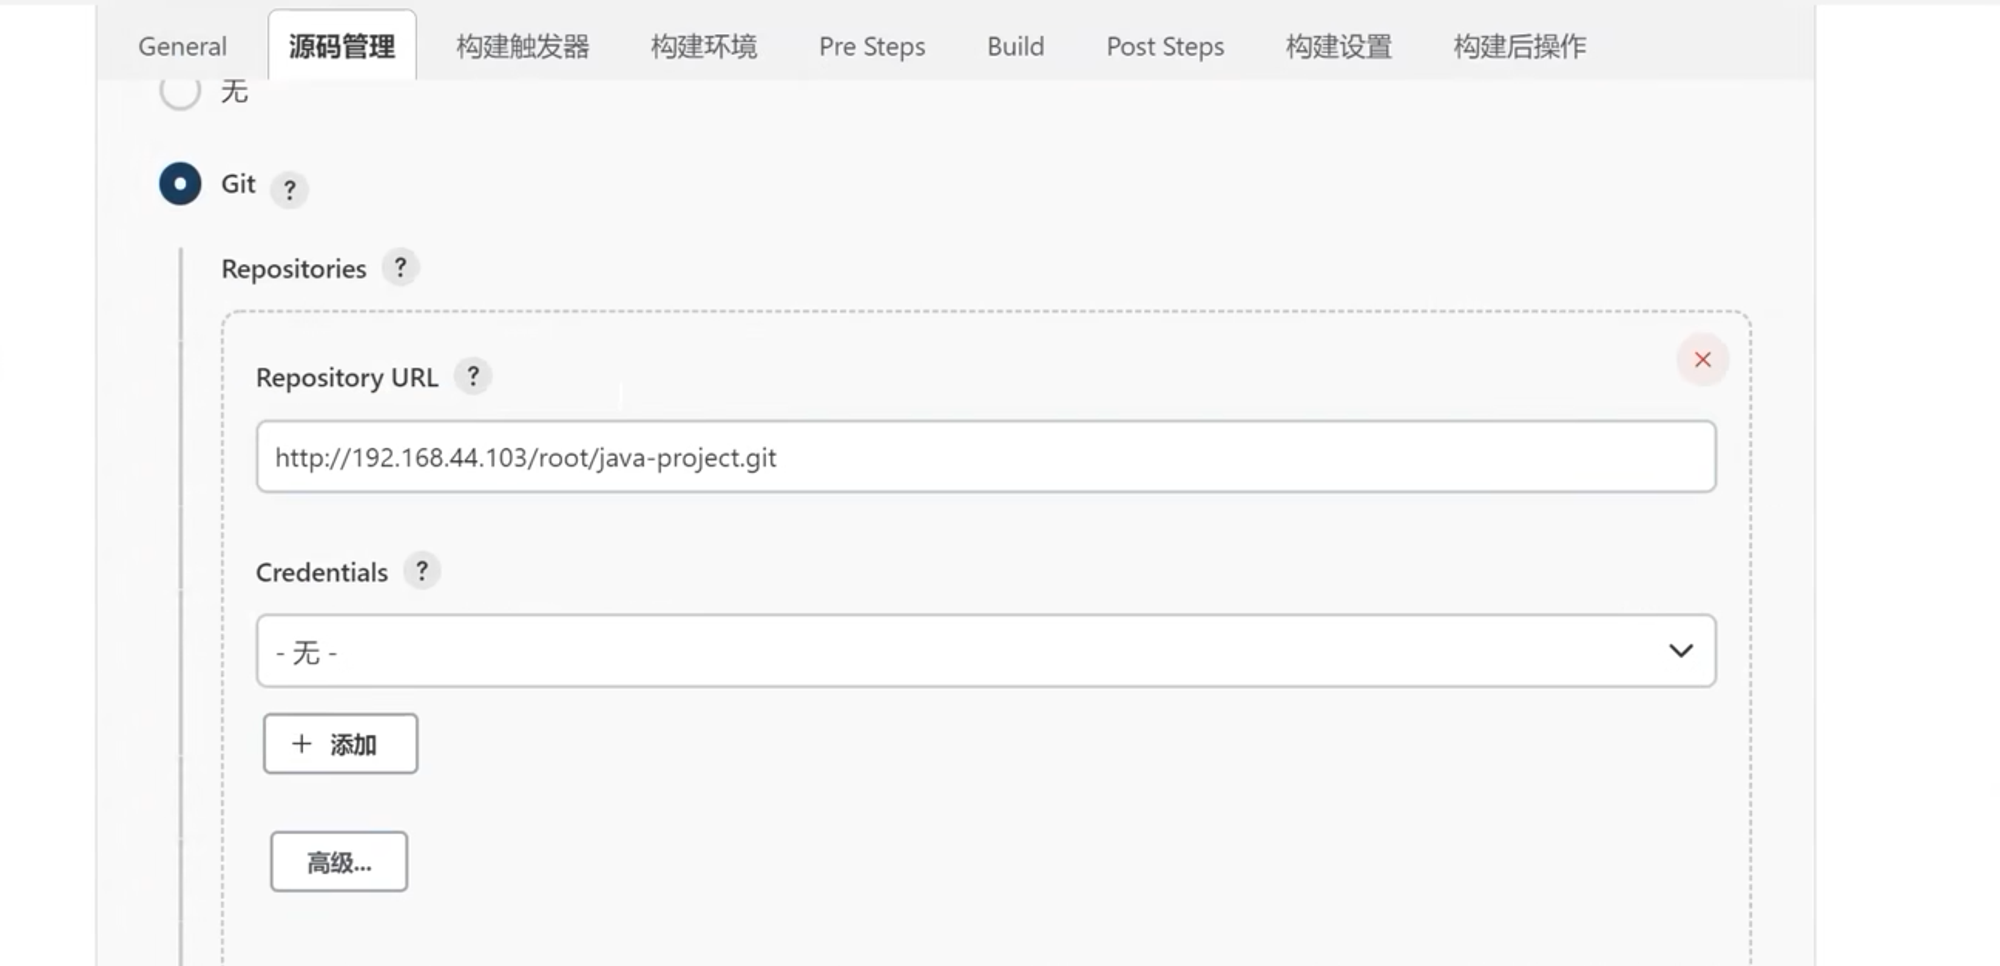 General 源码管理 构建触发器 构建环境 Pre Steps Build Post Steps 构建设置 构建后操作
无
Git ?
Repositories ?
Repository URL ?
http://192.168.44.103/root/java-project.git
Credentials ?
- 无 -
+ 添加
高级...